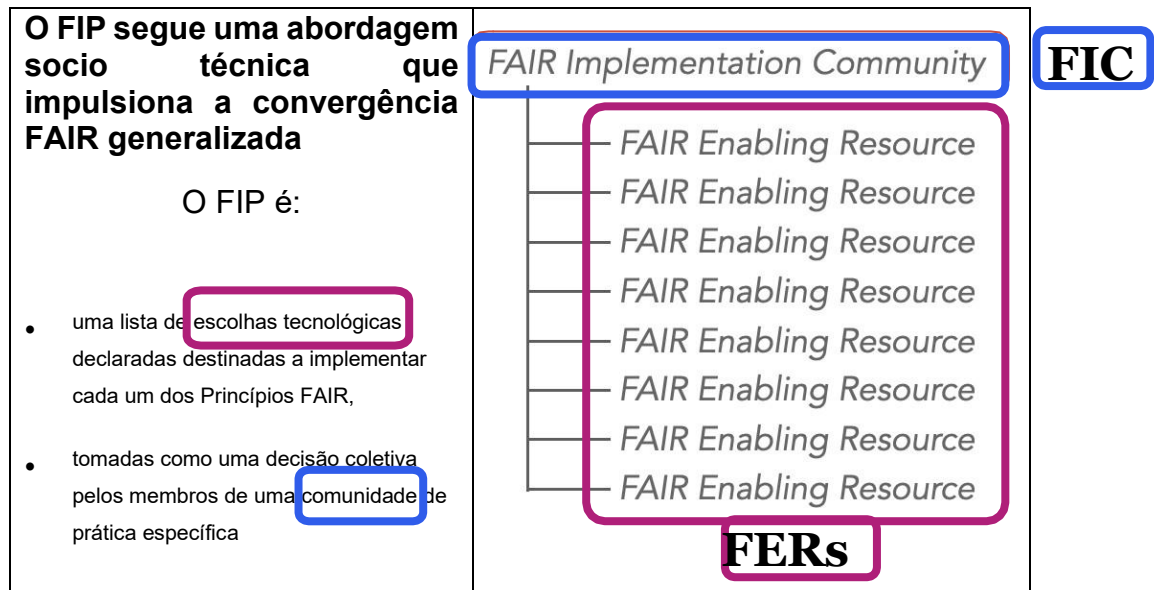 O FIP segue uma abordagem
socio técnica que
impulsiona a convergência
FAIR generalizada
O FIP é:
• uma lista de escolhas tecnológicas
declaradas destinadas a implementar
cada um dos Princípios FAIR,
• tomadas como uma decisão coletiva
pelos membros de uma comunidade de
prática específica
FAIR Implementation Community
FIC
FAIR Enabling Resource
FAIR Enabling Resource
FAIR Enabling Resource
FAIR Enabling Resource
FAIR Enabling Resource
FAIR Enabling Resource
FAIR Enabling Resource
FAIR Enabling Resource
FERs